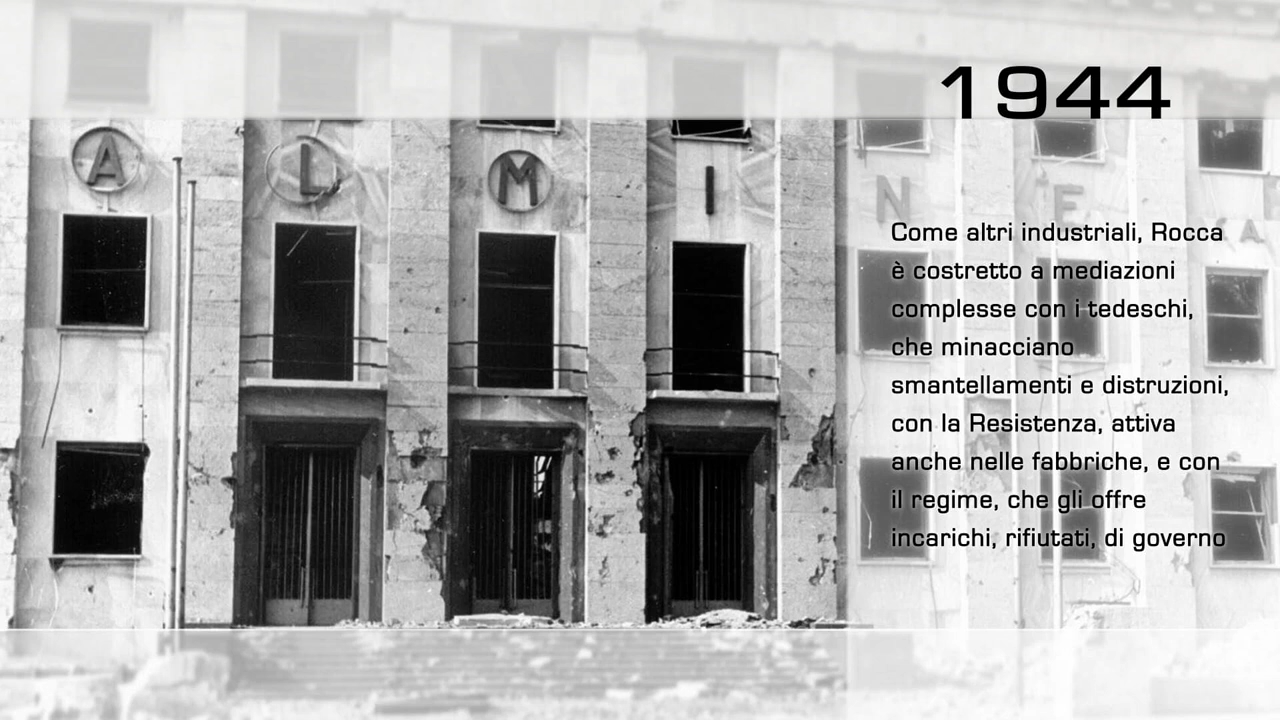 1944
A L M I N E
Come altri industriali, Rocca
è costretto a mediazioni
complesse con i tedeschi,
che minacciano
smantellamenti e distruzioni,
con la Resistenza, attiva
anche nelle fabbriche, e con
il regime, che gli offre
incarichi, rifiutati, di governo